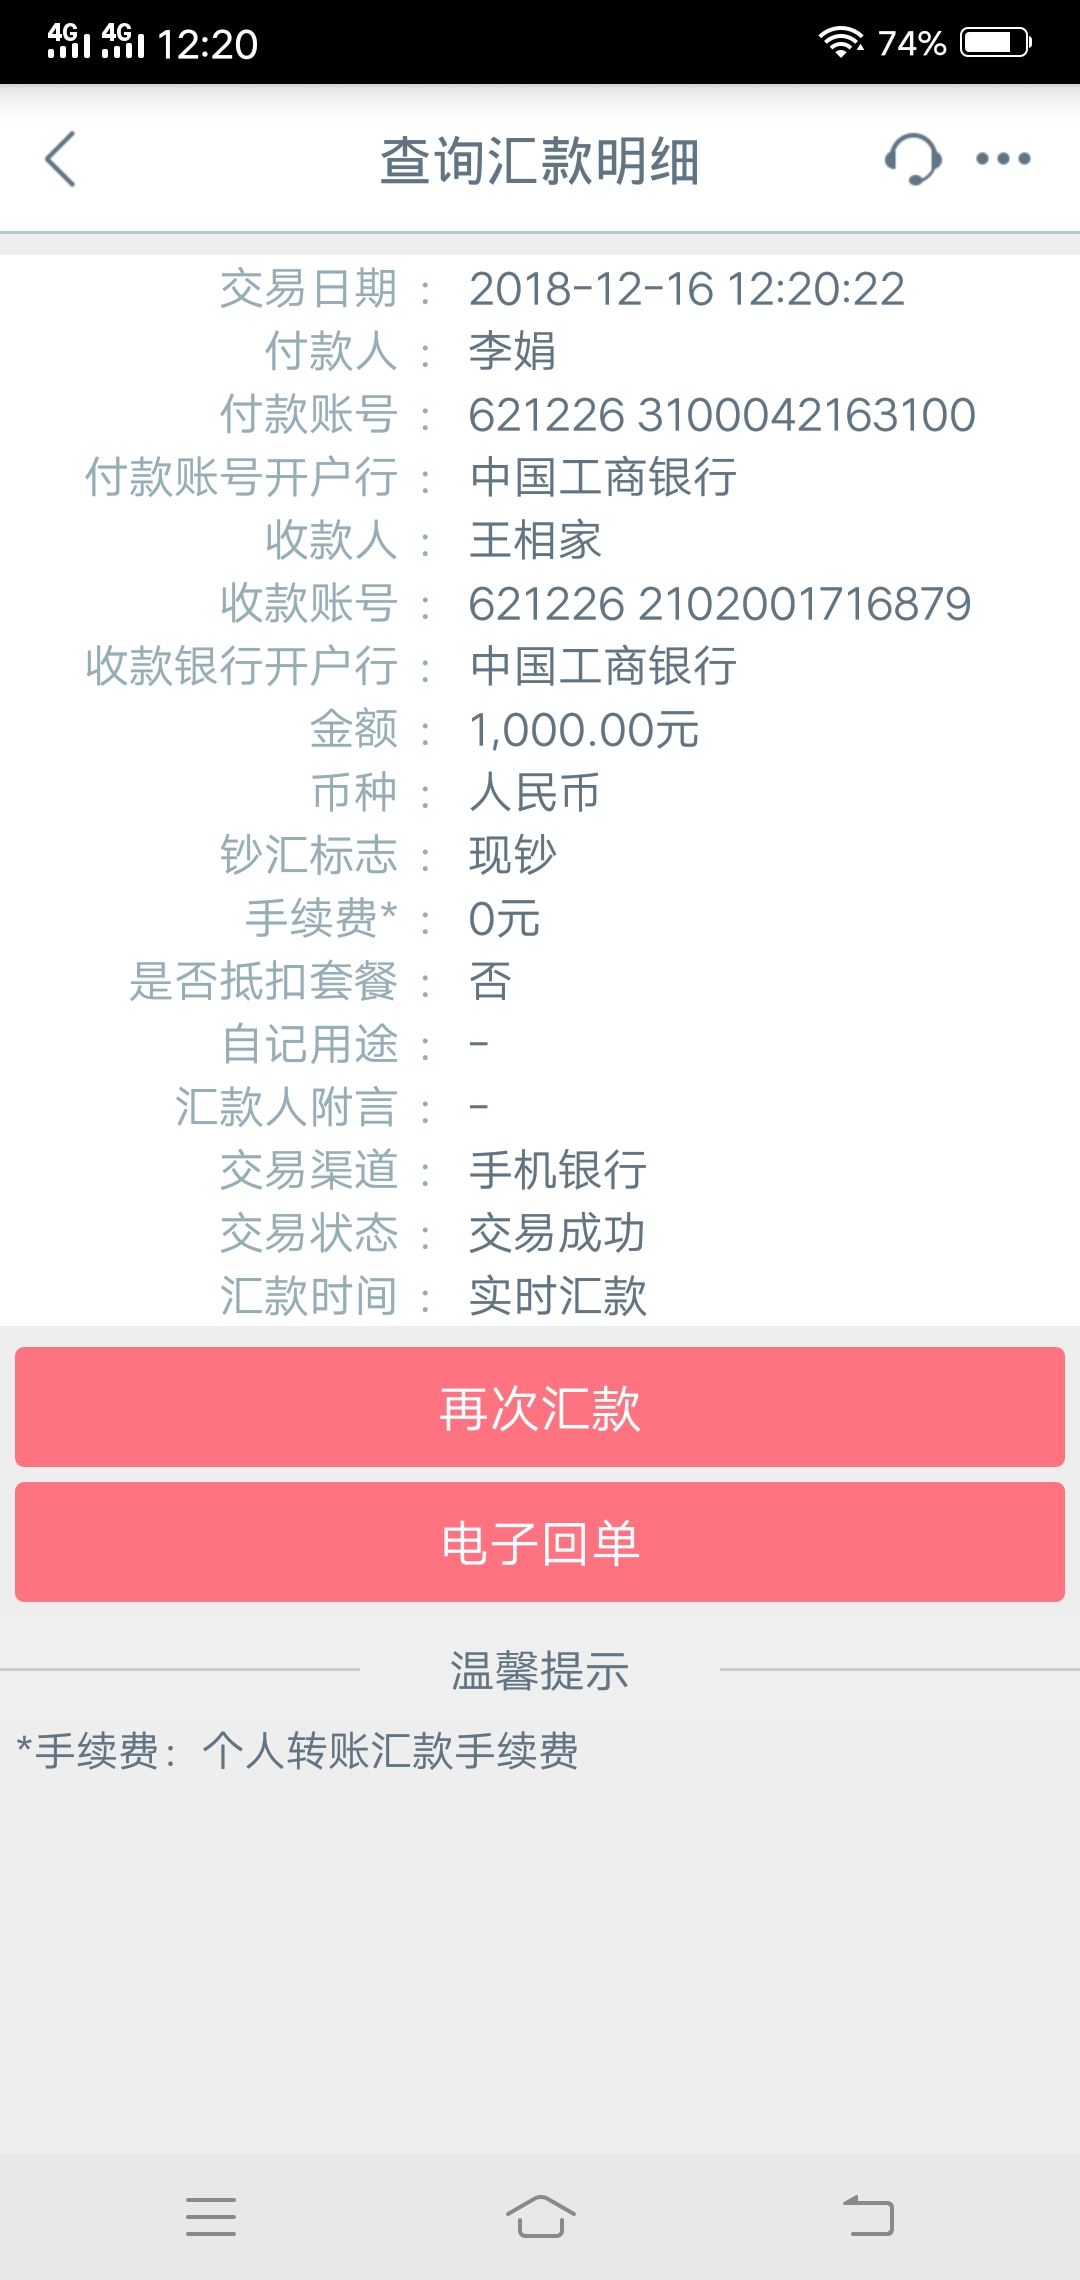 4G 4G 12:20 74%
查询汇款明细
交易日期 : 2018-12-16 12:20:22
付款人 : 李娟
付款账号 : 621226 3100042163100
付款账号开户行 : 中国工商银行
收款人 : 王相家
收款账号 : 621226 2102001716879
收款银行开户行 : 中国工商银行
金额 : 1,000.00元
币种 : 人民币
钞汇标志 : 现钞
手续费* : 0元
是否抵扣套餐 : 否
自记用途 : -
汇款人附言 : -
交易渠道 : 手机银行
交易状态 : 交易成功
汇款时间 : 实时汇款
再次汇款
电子回单
温馨提示
*手续费：个人转账汇款手续费